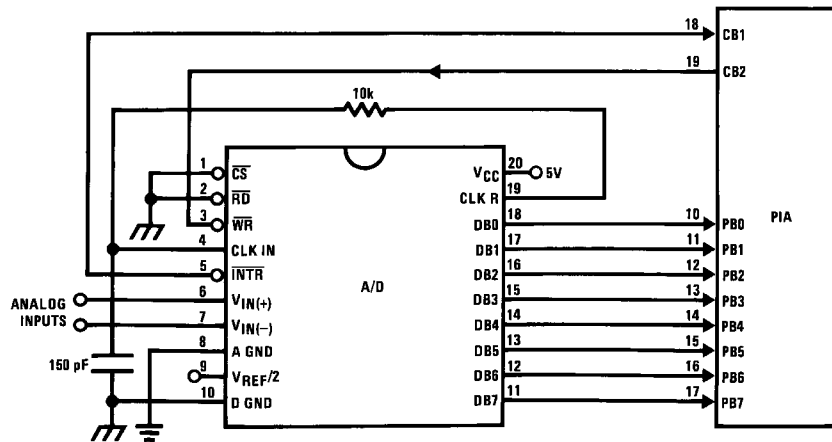 18 CB1
19 CB2
10k
1 CS
2 RD
3 WR
4 CLK IN
5 INTR
6 VIN(+)
7 VIN(−)
8 A GND
9 VREF/2
10 D GND
ANALOG
INPUTS
150 pF
A/D
VCC 20 5V
CLK R 19
DB0 18
DB1 17
DB2 16
DB3 15
DB4 14
DB5 13
DB6 12
DB7 11
PIA
10 PB0
11 PB1
12 PB2
13 PB3
14 PB4
15 PB5
16 PB6
17 PB7